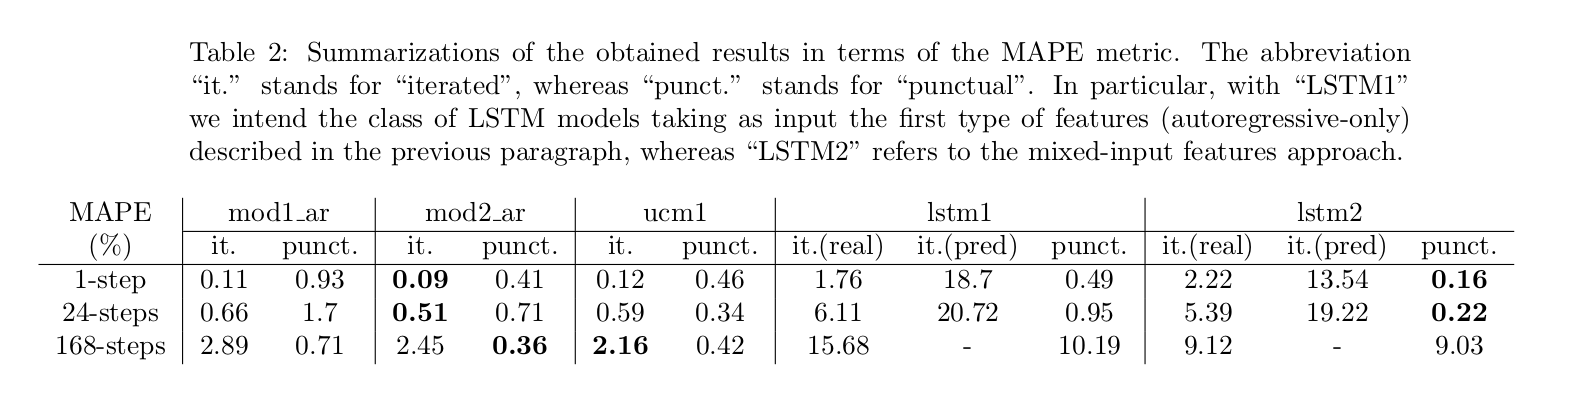 Table 2: Summarizations of the obtained results in terms of the MAPE metric. The abbreviation
“it.” stands for “iterated”, whereas “punct.” stands for “punctual”. In particular, with “LSTM1”
we intend the class of LSTM models taking as input the first type of features (autoregressive-only)
described in the previous paragraph, whereas “LSTM2” refers to the mixed-input features approach.
MAPE mod1_ar mod2_ar ucm1 lstm1 lstm2
(%) it. punct. it. punct. it. punct. it.(real) it.(pred) punct. it.(real) it.(pred) punct.
1-step 0.11 0.93 0.09 0.41 0.12 0.46 1.76 18.7 0.49 2.22 13.54 0.16
24-steps 0.66 1.7 0.51 0.71 0.59 0.34 6.11 20.72 0.95 5.39 19.22 0.22
168-steps 2.89 0.71 2.45 0.36 2.16 0.42 15.68 - 10.19 9.12 - 9.03